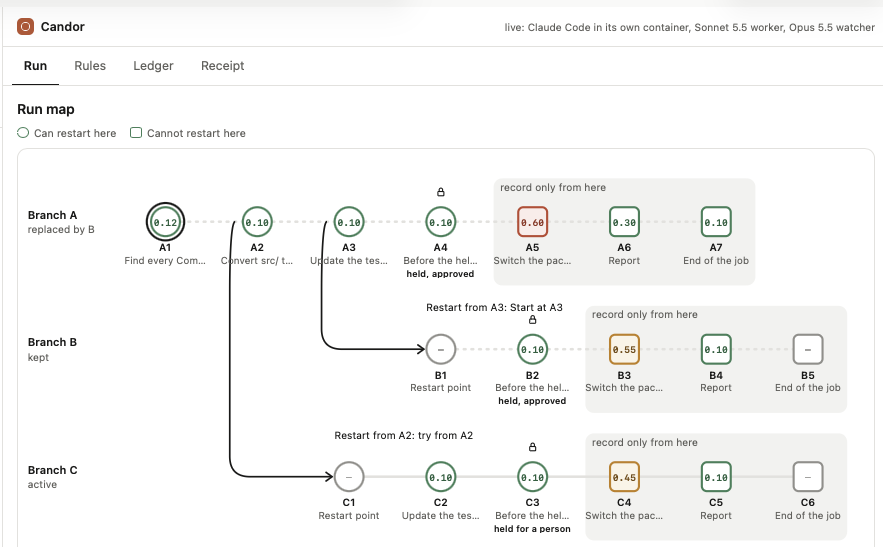 Candor
live: Claude Code in its own container, Sonnet 5.5 worker, Opus 5.5 watcher
Run Rules Ledger Receipt
Run map
Can restart here Cannot restart here
record only from here
Branch A
replaced by B
0.12 0.10 0.10 0.10 0.60 0.30 0.10
A1 A2 A3 A4 A5 A6 A7
Find every Com... Convert src/ t... Update the tes... Before the hel... Switch the pac... Report End of the job
held, approved
Restart from A3: Start at A3
record only from here
Branch B
kept
– 0.10 0.55 0.10 –
B1 B2 B3 B4 B5
Restart point Before the hel... Switch the pac... Report End of the job
held, approved
Restart from A2: try from A2
record only from here
Branch C
active
– 0.10 0.10 0.45 0.10 –
C1 C2 C3 C4 C5 C6
Restart point Update the tes... Before the hel... Switch the pac... Report End of the job
held for a person